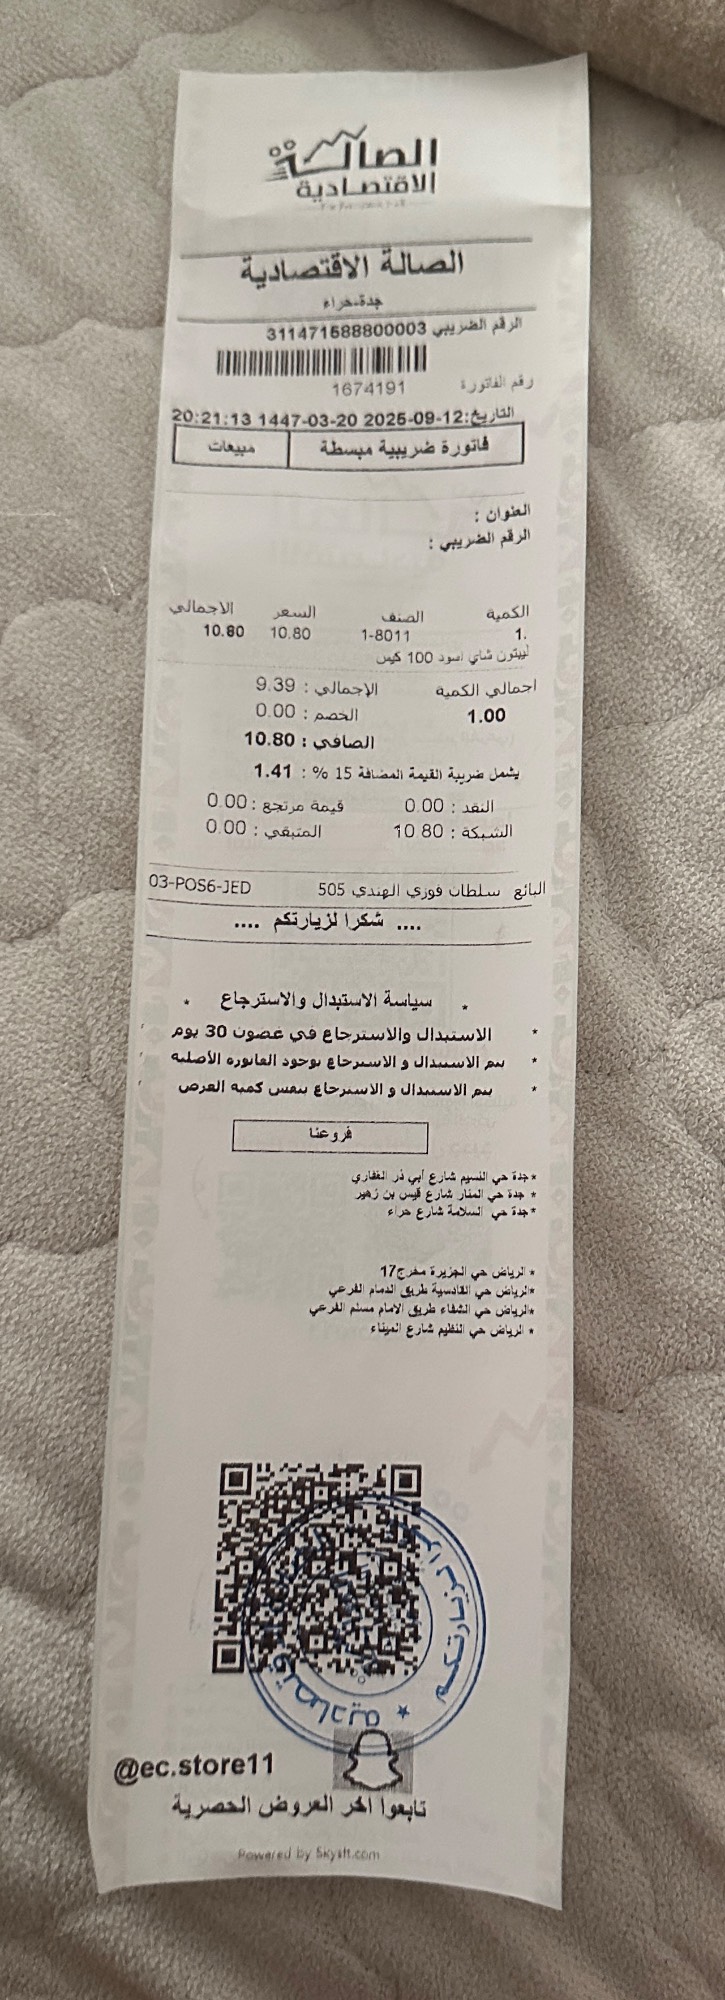 الصالة
الاقتصادية
الصالة الاقتصادية
جدة-حراء
الرقم الضريبي 311471588800003
رقم الفاتورة 1674191
التاريخ:12-09-2025 20-03-1447 20:21:13
فاتورة ضريبية مبسطة مبيعات
العنوان :
الرقم الضريبي :
الكمية الصنف السعر الاجمالي
1. 1-8011 10.80 10.80
ليبتون شاي اسود 100 كيس
اجمالي الكمية الإجمالي : 9.39
1.00 الخصم : 0.00
الصافي : 10.80
يشمل ضريبة القيمة المضافة 15 % : 1.41
النقد : 0.00 قيمة مرتجع : 0.00
الشبكة : 10.80 المتبقي : 0.00
البائع سلطان فوزي الهندي 505 03-POS6-JED
.... شكرا لزيارتكم ....
* سياسة الاستبدال والاسترجاع *
* الاستبدال والاسترجاع في غضون 30 يوم
* يتم الاستبدال و الاسترجاع بوجود الفاتورة الأصلية
* يتم الاستبدال و الاسترجاع بنفس كمية العرض
فروعنا
*جدة حي النسيم شارع أبي ذر الغفاري
* جدة حي المنار شارع قيس بن زهير
*جدة حي السلامة شارع حراء
* الرياض حي الجزيرة مخرج17
*الرياض حي القادسية طريق الدمام الفرعي
*الرياض حي الشفاء طريق الامام مسلم الفرعي
* الرياض حي النظيم شارع الميناء
شكرا لزيارتكم
@ec.store11
تابعوا اخر العروض الحصرية
Powered by Skysft.com